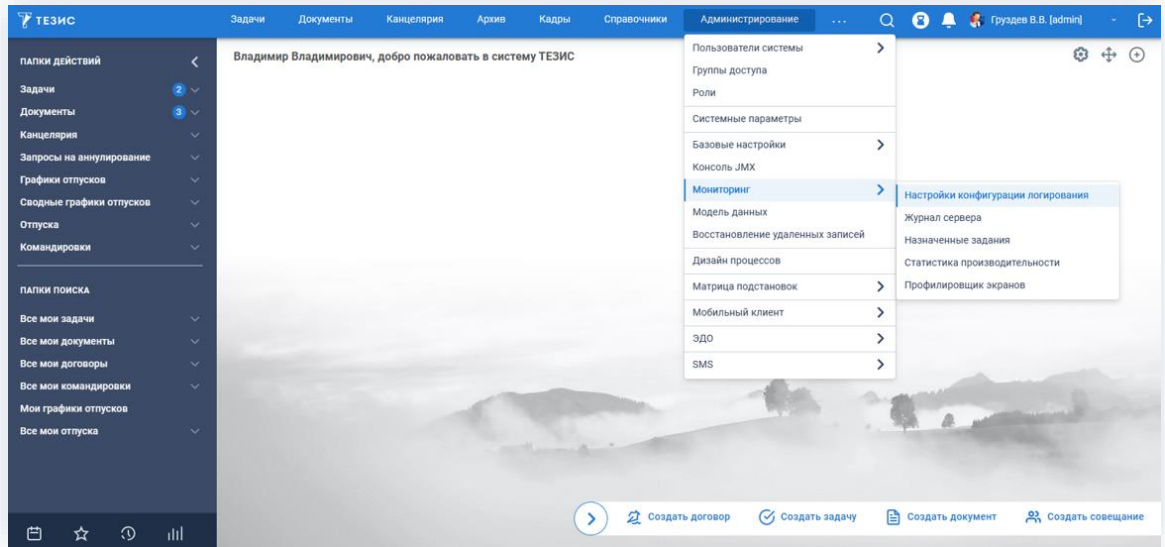 ТЕЗИС
Задачи Документы Канцелярия Архив Кадры Справочники Администрирование ... 8 Груздев В.В. [admin]
ПАПКИ ДЕЙСТВИЙ
Задачи 2
Документы 3
Канцелярия
Запросы на аннулирование
Графики отпусков
Сводные графики отпусков
Отпуска
Командировки
ПАПКИ ПОИСКА
Все мои задачи
Все мои документы
Все мои договоры
Все мои командировки
Мои графики отпусков
Все мои отпуска
Владимир Владимирович, добро пожаловать в систему ТЕЗИС
Пользователи системы
Группы доступа
Роли
Системные параметры
Базовые настройки
Консоль JMX
Мониторинг
Модель данных
Восстановление удаленных записей
Дизайн процессов
Матрица подстановок
Мобильный клиент
ЭДО
SMS
Настройки конфигурации логирования
Журнал сервера
Назначенные задания
Статистика производительности
Профилировщик экранов
Создать договор Создать задачу Создать документ Создать совещание